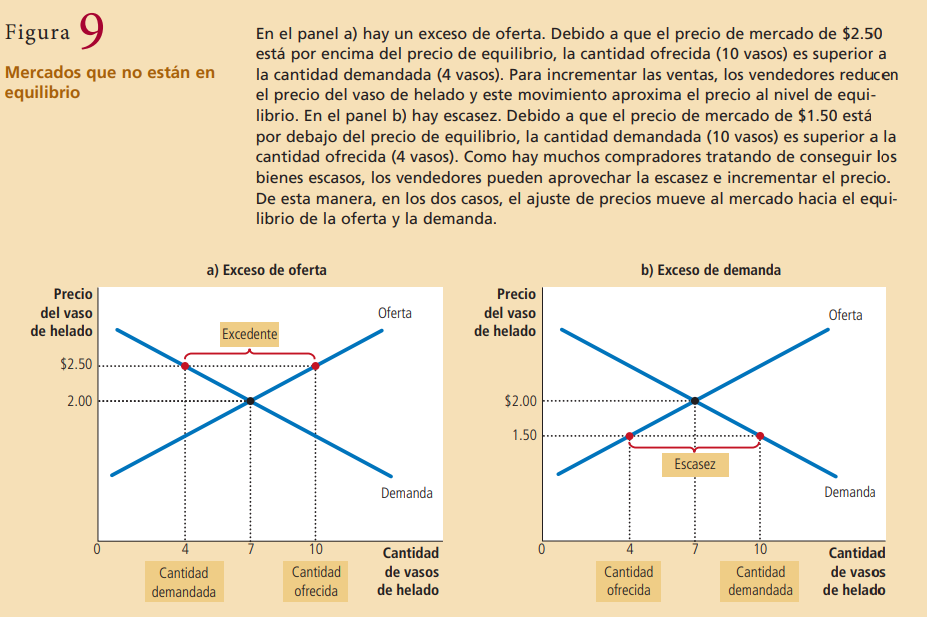 Figura 9
Mercados que no están en
equilibrio
En el panel a) hay un exceso de oferta. Debido a que el precio de mercado de $2.50
está por encima del precio de equilibrio, la cantidad ofrecida (10 vasos) es superior a
la cantidad demandada (4 vasos). Para incrementar las ventas, los vendedores reducen
el precio del vaso de helado y este movimiento aproxima el precio al nivel de equi-
librio. En el panel b) hay escasez. Debido a que el precio de mercado de $1.50 está
por debajo del precio de equilibrio, la cantidad demandada (10 vasos) es superior a la
cantidad ofrecida (4 vasos). Como hay muchos compradores tratando de conseguir los
bienes escasos, los vendedores pueden aprovechar la escasez e incrementar el precio.
De esta manera, en los dos casos, el ajuste de precios mueve al mercado hacia el equi-
librio de la oferta y la demanda.
a) Exceso de oferta
Precio
del vaso
de helado
Oferta
Excedente
$2.50
2.00
Demanda
0
4
7
10
Cantidad
de vasos
de helado
Cantidad
demandada
Cantidad
ofrecida
b) Exceso de demanda
Precio
del vaso
de helado
Oferta
$2.00
1.50
Escasez
Demanda
0
4
7
10
Cantidad
de vasos
de helado
Cantidad
ofrecida
Cantidad
demandada